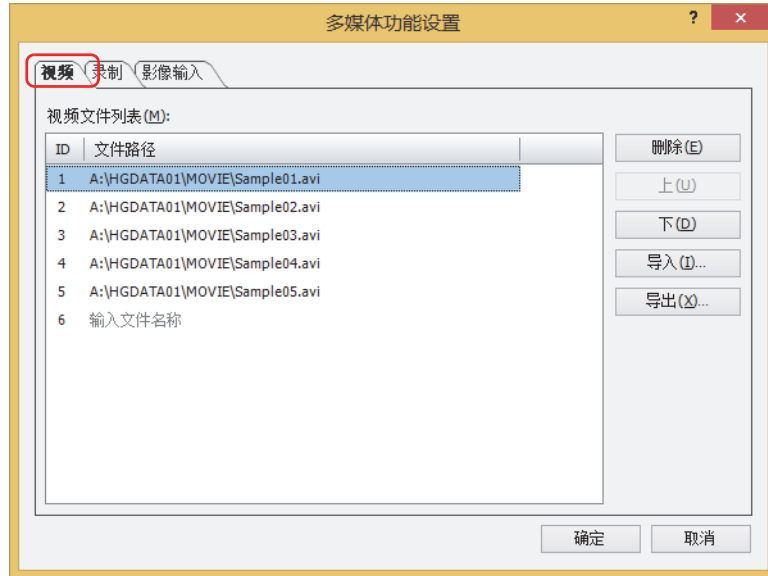 多媒体功能设置
? ×
视频 录制 影像输入
视频文件列表(M):
ID 文件路径
1 A:\HGDATA01\MOVIE\Sample01.avi
2 A:\HGDATA01\MOVIE\Sample02.avi
3 A:\HGDATA01\MOVIE\Sample03.avi
4 A:\HGDATA01\MOVIE\Sample04.avi
5 A:\HGDATA01\MOVIE\Sample05.avi
6 输入文件名称
删除(E)
上(U)
下(D)
导入(I)...
导出(X)...
确定 取消